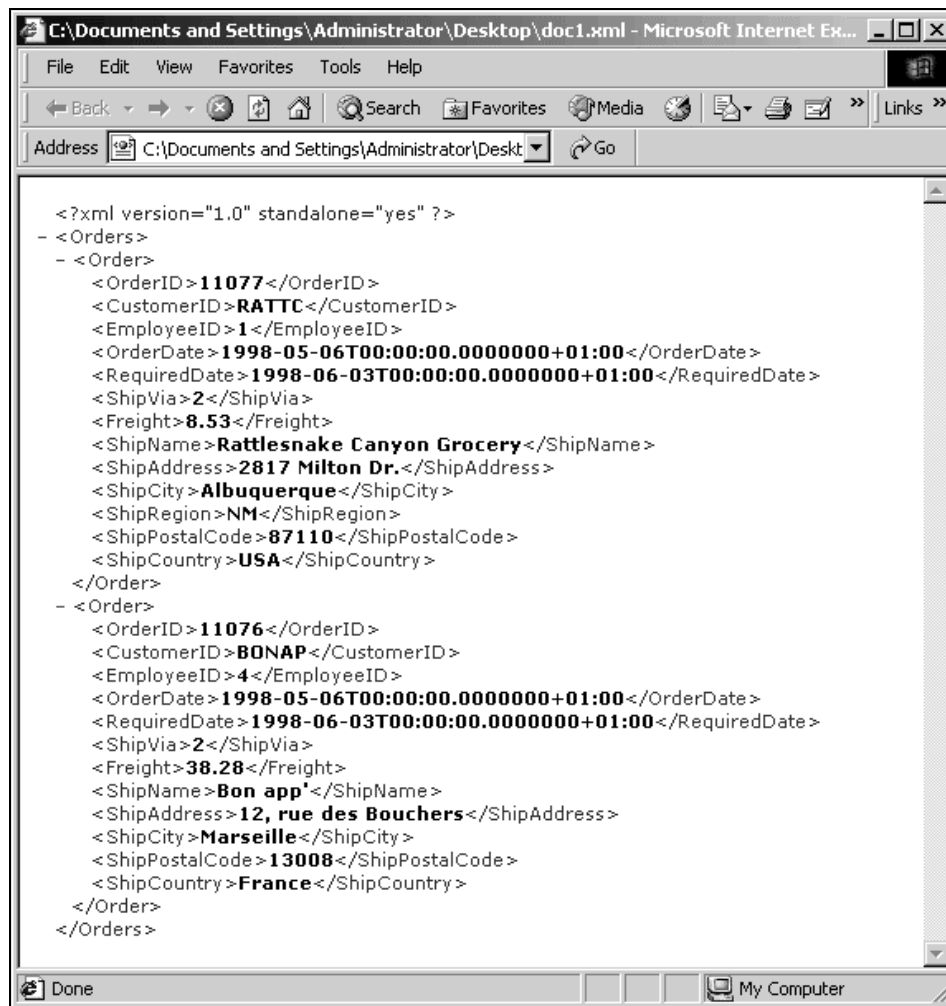 C:\Documents and Settings\Administrator\Desktop\doc1.xml - Microsoft Internet Ex...
File Edit View Favorites Tools Help
Back Search Favorites Media » Links »
Address C:\Documents and Settings\Administrator\Deskt Go
<?xml version="1.0" standalone="yes" ?>
- <Orders>
- <Order>
<OrderID>11077</OrderID>
<CustomerID>RATTC</CustomerID>
<EmployeeID>1</EmployeeID>
<OrderDate>1998-05-06T00:00:00.0000000+01:00</OrderDate>
<RequiredDate>1998-06-03T00:00:00.0000000+01:00</RequiredDate>
<ShipVia>2</ShipVia>
<Freight>8.53</Freight>
<ShipName>Rattlesnake Canyon Grocery</ShipName>
<ShipAddress>2817 Milton Dr.</ShipAddress>
<ShipCity>Albuquerque</ShipCity>
<ShipRegion>NM</ShipRegion>
<ShipPostalCode>87110</ShipPostalCode>
<ShipCountry>USA</ShipCountry>
</Order>
- <Order>
<OrderID>11076</OrderID>
<CustomerID>BONAP</CustomerID>
<EmployeeID>4</EmployeeID>
<OrderDate>1998-05-06T00:00:00.0000000+01:00</OrderDate>
<RequiredDate>1998-06-03T00:00:00.0000000+01:00</RequiredDate>
<ShipVia>2</ShipVia>
<Freight>38.28</Freight>
<ShipName>Bon app'</ShipName>
<ShipAddress>12, rue des Bouchers</ShipAddress>
<ShipCity>Marseille</ShipCity>
<ShipPostalCode>13008</ShipPostalCode>
<ShipCountry>France</ShipCountry>
</Order>
</Orders>
Done My Computer